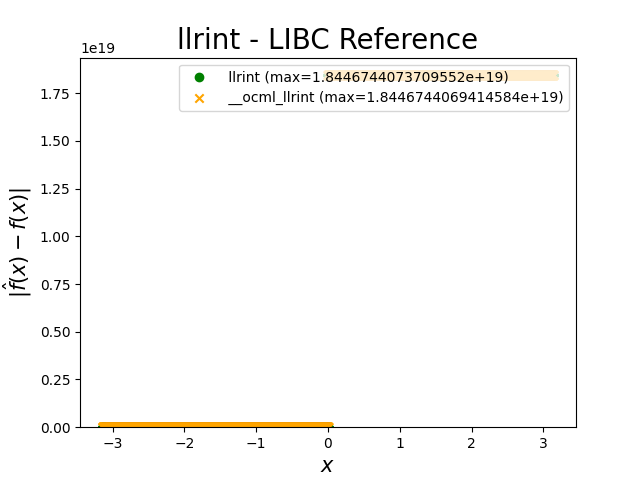 llrint - LIBC Reference
1e19
llrint (max=1.8446744073709552e+19)
__ocml_llrint (max=1.8446744069414584e+19)
1.75
1.50
1.25
1.00
0.75
0.50
0.25
0.00
|f̂(x) − f(x)|
−3 −2 −1 0 1 2 3
x